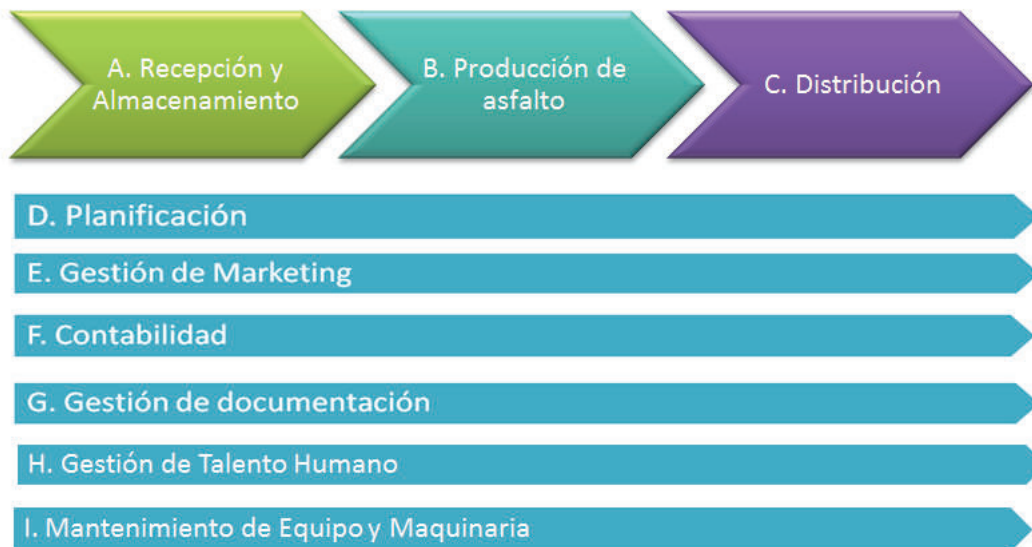 A. Recepción y
Almacenamiento
B. Producción de
asfalto
C. Distribución
D. Planificación
E. Gestión de Marketing
F. Contabilidad
G. Gestión de documentación
H. Gestión de Talento Humano
I. Mantenimiento de Equipo y Maquinaria